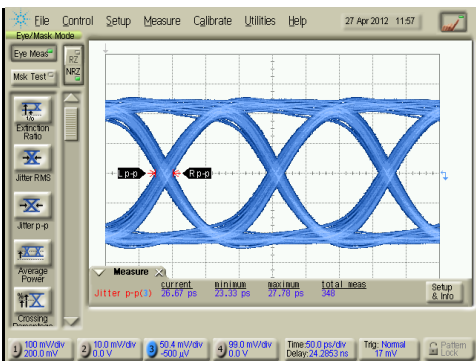 File Control Setup Measure Calibrate Utilities Help 27 Apr 2012 11:57
Eye/Mask Mode
Eye Meas
RZ
NRZ
Msk Test
Extinction
Ratio
Jitter RMS
Jitter p-p
Average
Power
Crossing
L p-p
R p-p
Measure
current minimum maximum total meas
Jitter p-p(3) 26.67 ps 23.33 ps 27.78 ps 348
Setup
& Info
1 100 mV/div
200.0 mV
2 10.0 mV/div
0.0 V
3 50.4 mV/div
-500 µV
4 99.0 mV/div
0.0 V
Time:50.0 ps/div
Delay:24.2853 ns
Trig: Normal
17 mV
Pattern
Lock